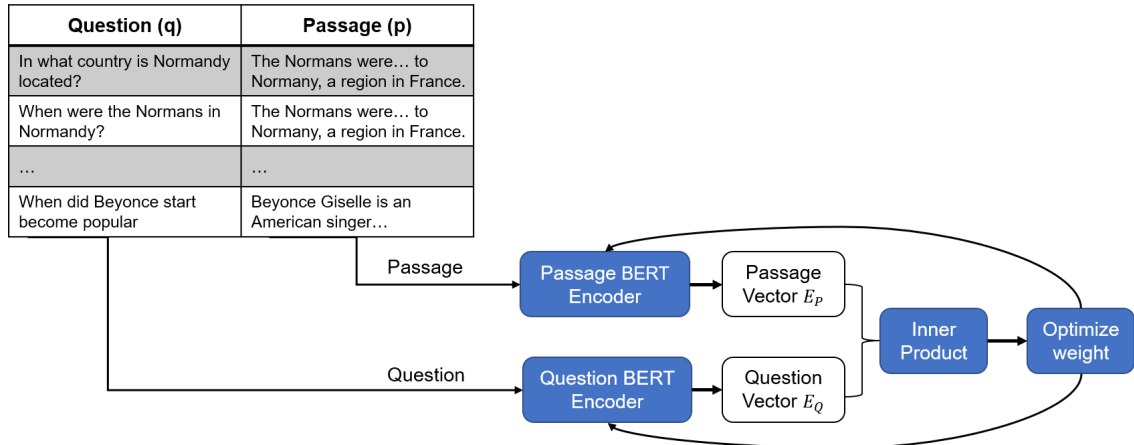 Question (q)
Passage (p)
In what country is Normandy
located?
The Normans were… to
Normany, a region in France.
When were the Normans in
Normandy?
The Normans were… to
Normany, a region in France.
…
…
When did Beyonce start
become popular
Beyonce Giselle is an
American singer…
Passage
Passage BERT
Encoder
Passage
Vector E_P
Inner
Product
Optimize
weight
Question
Question BERT
Encoder
Question
Vector E_Q